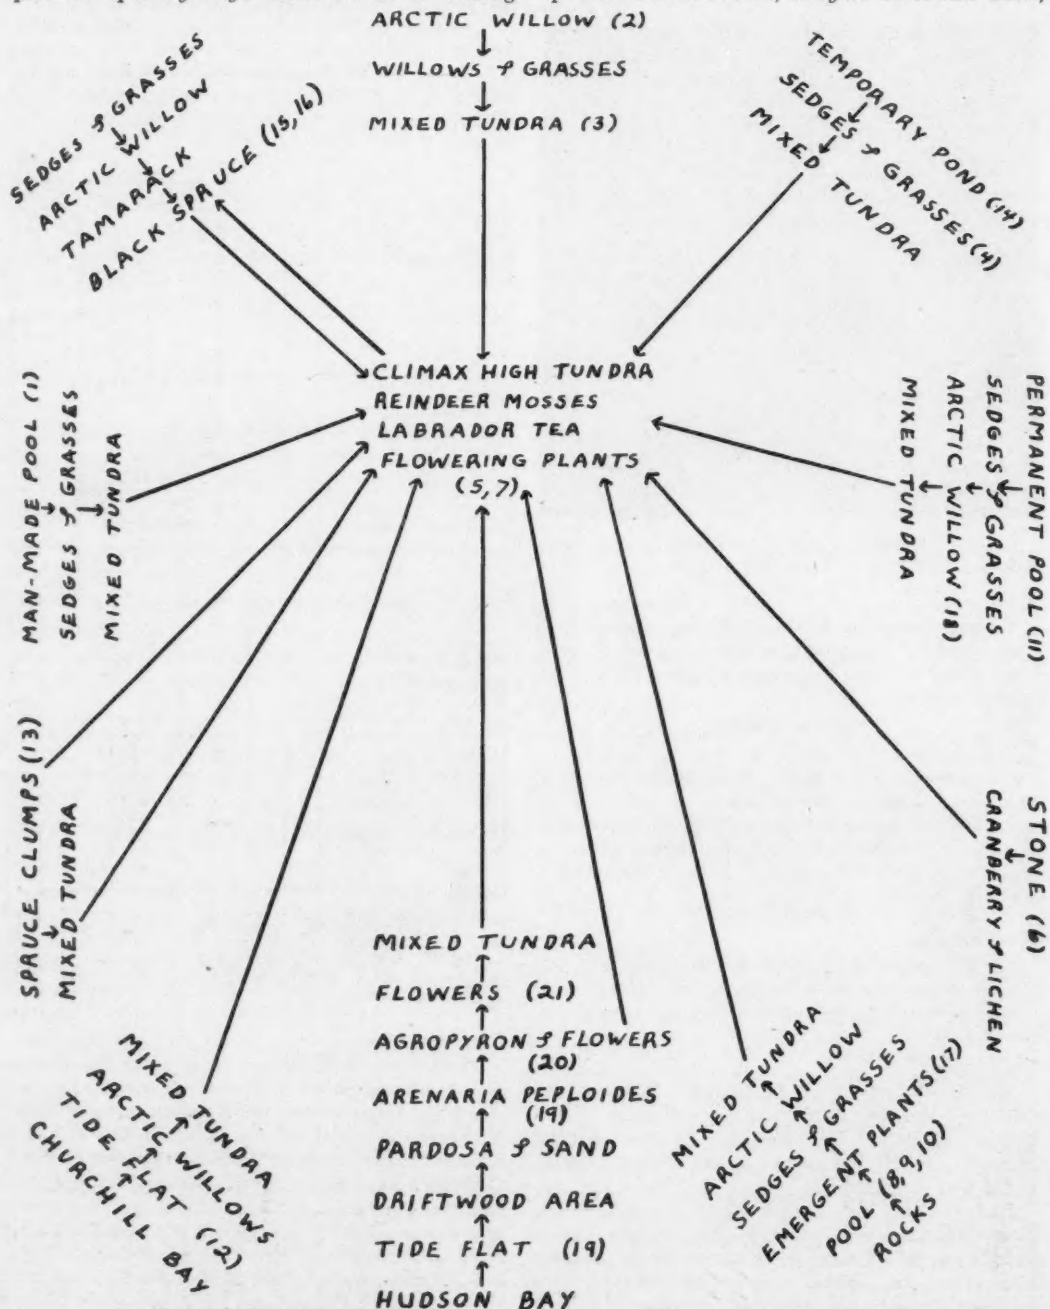 ARCTIC WILLOW (2)
WILLOWS & GRASSES
MIXED TUNDRA (3)
SEDGES & GRASSES
ARCTIC WILLOW
TAMARACK
BLACK SPRUCE (15,16)
TEMPORARY POND (14)
SEDGES & GRASSES (4)
MIXED TUNDRA
CLIMAX HIGH TUNDRA
REINDEER MOSSES
LABRADOR TEA
FLOWERING PLANTS
(5,7)
MAN-MADE POOL (1)
SEDGES & GRASSES
MIXED TUNDRA
PERMANENT POOL (11)
SEDGES & GRASSES
ARCTIC WILLOW (18)
MIXED TUNDRA
SPRUCE CLUMPS (13)
MIXED TUNDRA
STONE (6)
CRANBERRY & LICHEN
MIXED TUNDRA
ARCTIC WILLOWS
TIDE FLAT (12)
CHURCHILL BAY
MIXED TUNDRA
FLOWERS (21)
AGROPYRON & FLOWERS
(20)
ARENARIA PEPLOIDES
(19)
PARDOSA & SAND
DRIFTWOOD AREA
TIDE FLAT (19)
HUDSON BAY
MIXED TUNDRA
ARCTIC WILLOW
SEDGES & GRASSES
EMERGENT PLANTS (17)
POOL (8,9,10)
ROCKS